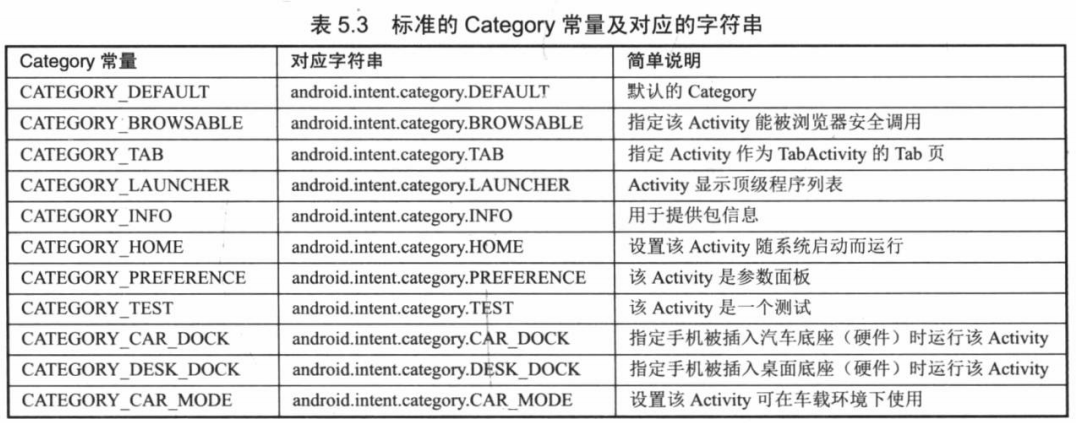 表 5.3 标准的 Category 常量及对应的字符串
Category 常量 对应字符串 简单说明
CATEGORY_DEFAULT android.intent.category.DEFAULT 默认的 Category
CATEGORY_BROWSABLE android.intent.category.BROWSABLE 指定该 Activity 能被浏览器安全调用
CATEGORY_TAB android.intent.category.TAB 指定 Activity 作为 TabActivity 的 Tab 页
CATEGORY_LAUNCHER android.intent.category.LAUNCHER Activity 显示顶级程序列表
CATEGORY_INFO android.intent.category.INFO 用于提供包信息
CATEGORY_HOME android.intent.category.HOME 设置该 Activity 随系统启动而运行
CATEGORY_PREFERENCE android.intent.category.PREFERENCE 该 Activity 是参数面板
CATEGORY_TEST android.intent.category.TEST 该 Activity 是一个测试
CATEGORY_CAR_DOCK android.intent.category.CAR_DOCK 指定手机被插入汽车底座（硬件）时运行该 Activity
CATEGORY_DESK_DOCK android.intent.category.DESK_DOCK 指定手机被插入桌面底座（硬件）时运行该 Activity
CATEGORY_CAR_MODE android.intent.category.CAR_MODE 设置该 Activity 可在车载环境下使用